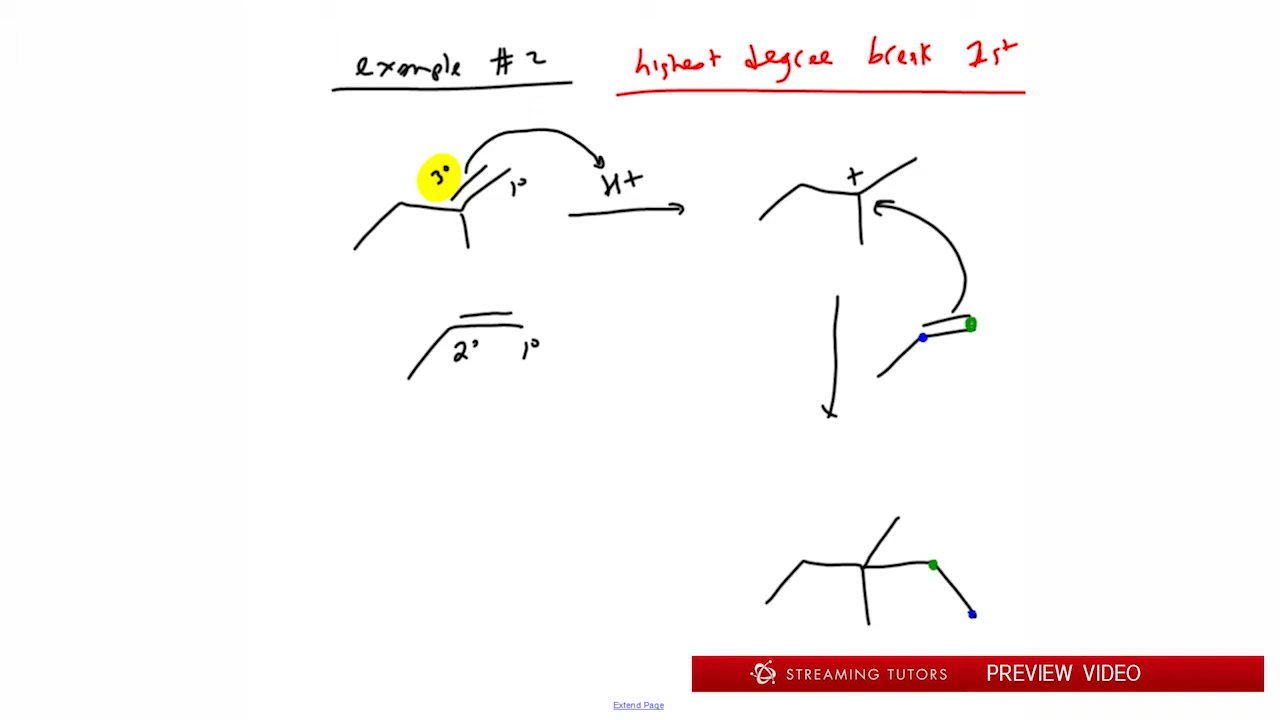 example #2
highest degree break 1st
3°
1°
H+
+
2° 1°
STREAMING TUTORS PREVIEW VIDEO
Extend Page